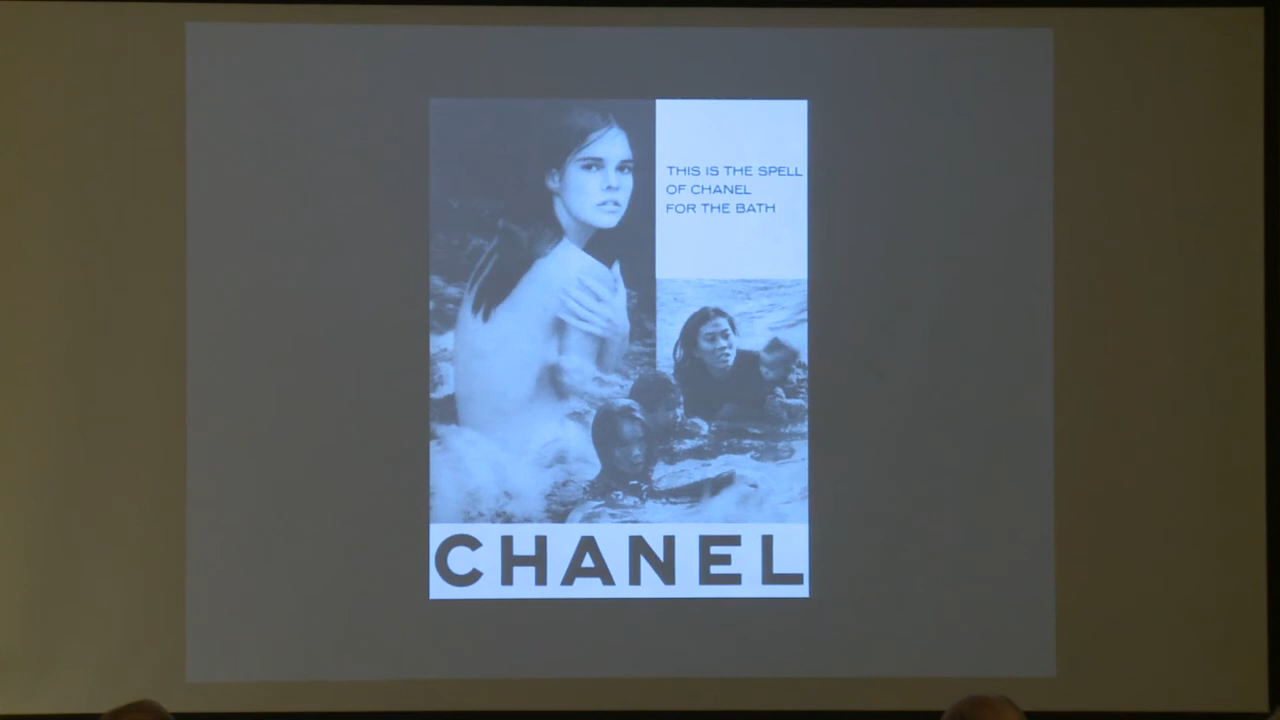 THIS IS THE SPELL
OF CHANEL
FOR THE BATH
CHANEL